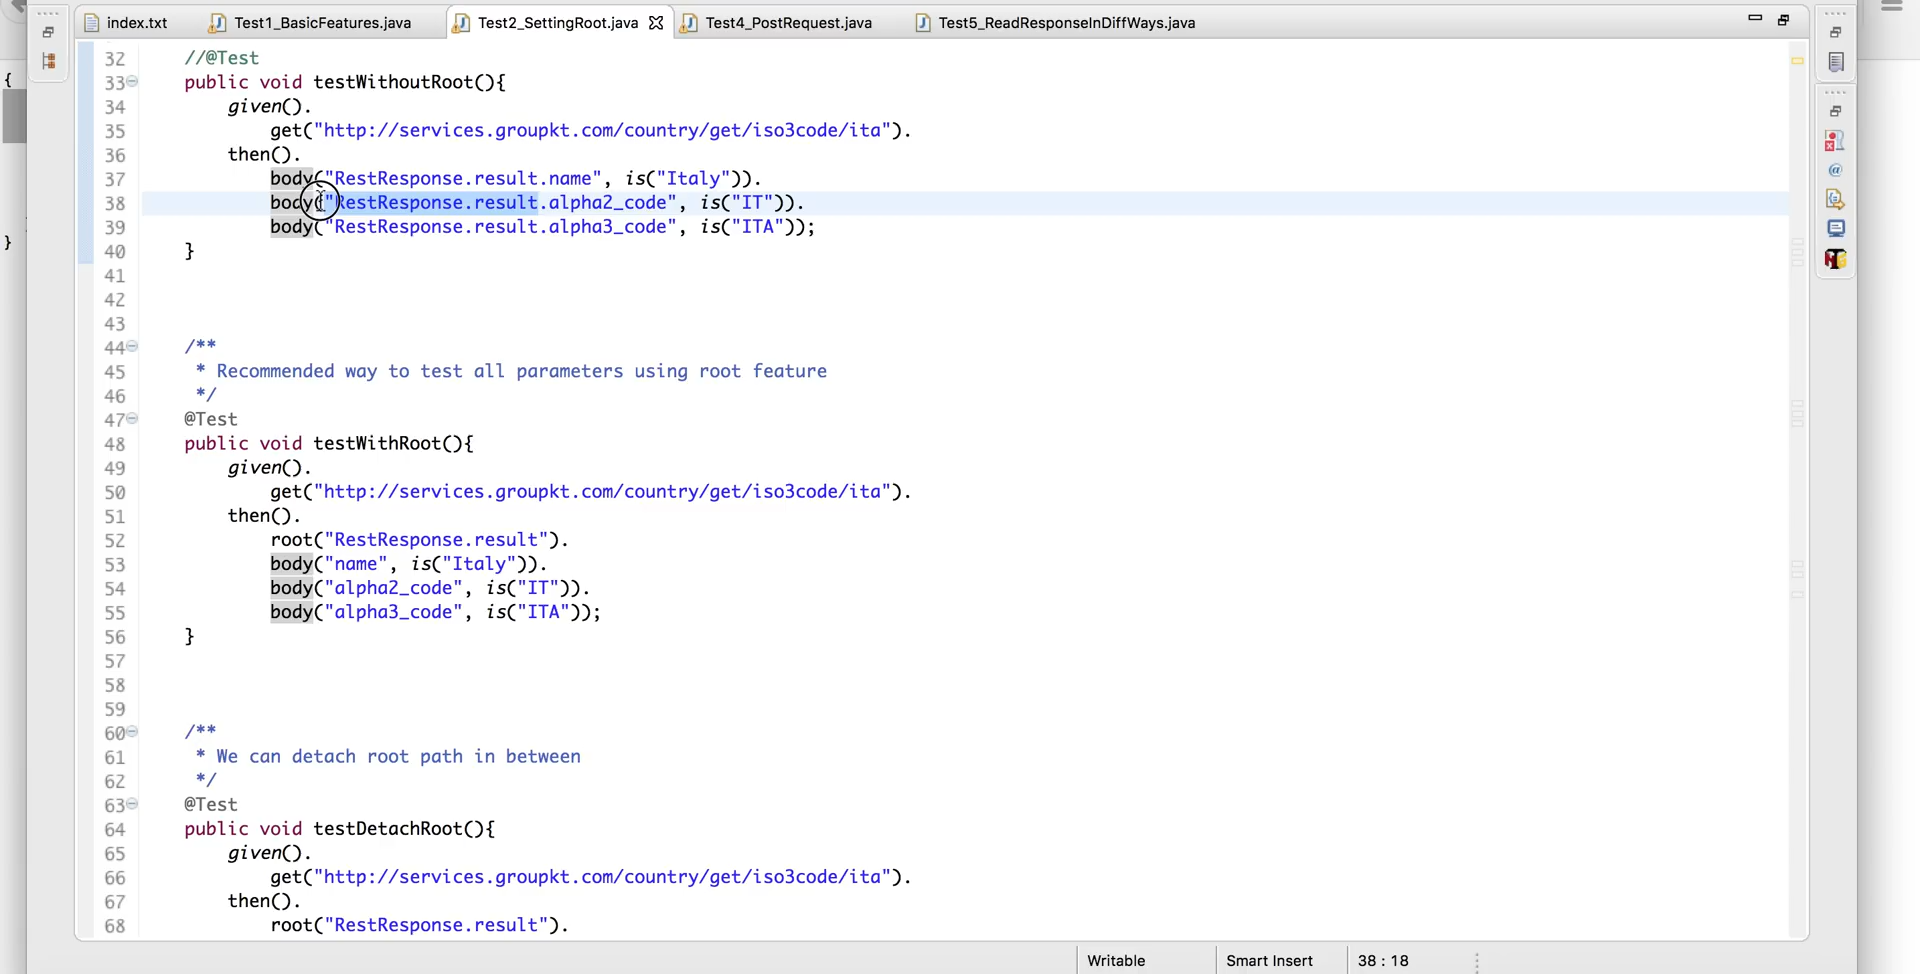 index.txt Test1_BasicFeatures.java Test2_SettingRoot.java Test4_PostRequest.java Test5_ReadResponseInDiffWays.java
{
}
32 //@Test
33 public void testWithoutRoot(){
34 given().
35 get("http://services.groupkt.com/country/get/iso3code/ita").
36 then().
37 body("RestResponse.result.name", is("Italy")).
38 body("RestResponse.result.alpha2_code", is("IT")).
39 body("RestResponse.result.alpha3_code", is("ITA"));
40 }
41
42
43
44 /**
45 * Recommended way to test all parameters using root feature
46 */
47 @Test
48 public void testWithRoot(){
49 given().
50 get("http://services.groupkt.com/country/get/iso3code/ita").
51 then().
52 root("RestResponse.result").
53 body("name", is("Italy")).
54 body("alpha2_code", is("IT")).
55 body("alpha3_code", is("ITA"));
56 }
57
58
59
60 /**
61 * We can detach root path in between
62 */
63 @Test
64 public void testDetachRoot(){
65 given().
66 get("http://services.groupkt.com/country/get/iso3code/ita").
67 then().
68 root("RestResponse.result").
Writable Smart Insert 38 : 18